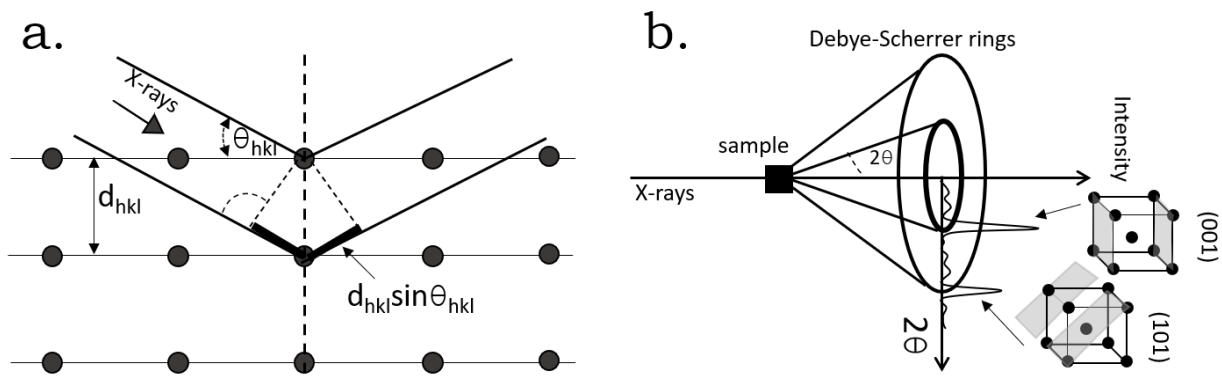 a.
X-rays
θhkl
dhkl
dhklsinθhkl
b.
Debye-Scherrer rings
sample
2θ
X-rays
Intensity
(001)
(101)
2θ